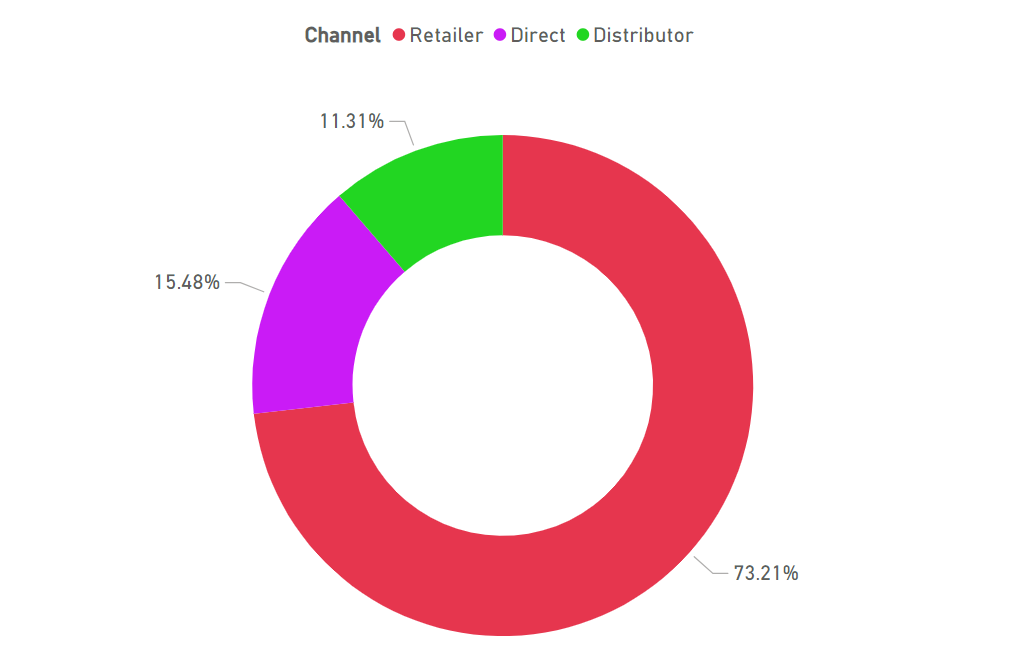 Channel Retailer Direct Distributor
11.31%
15.48%
73.21%